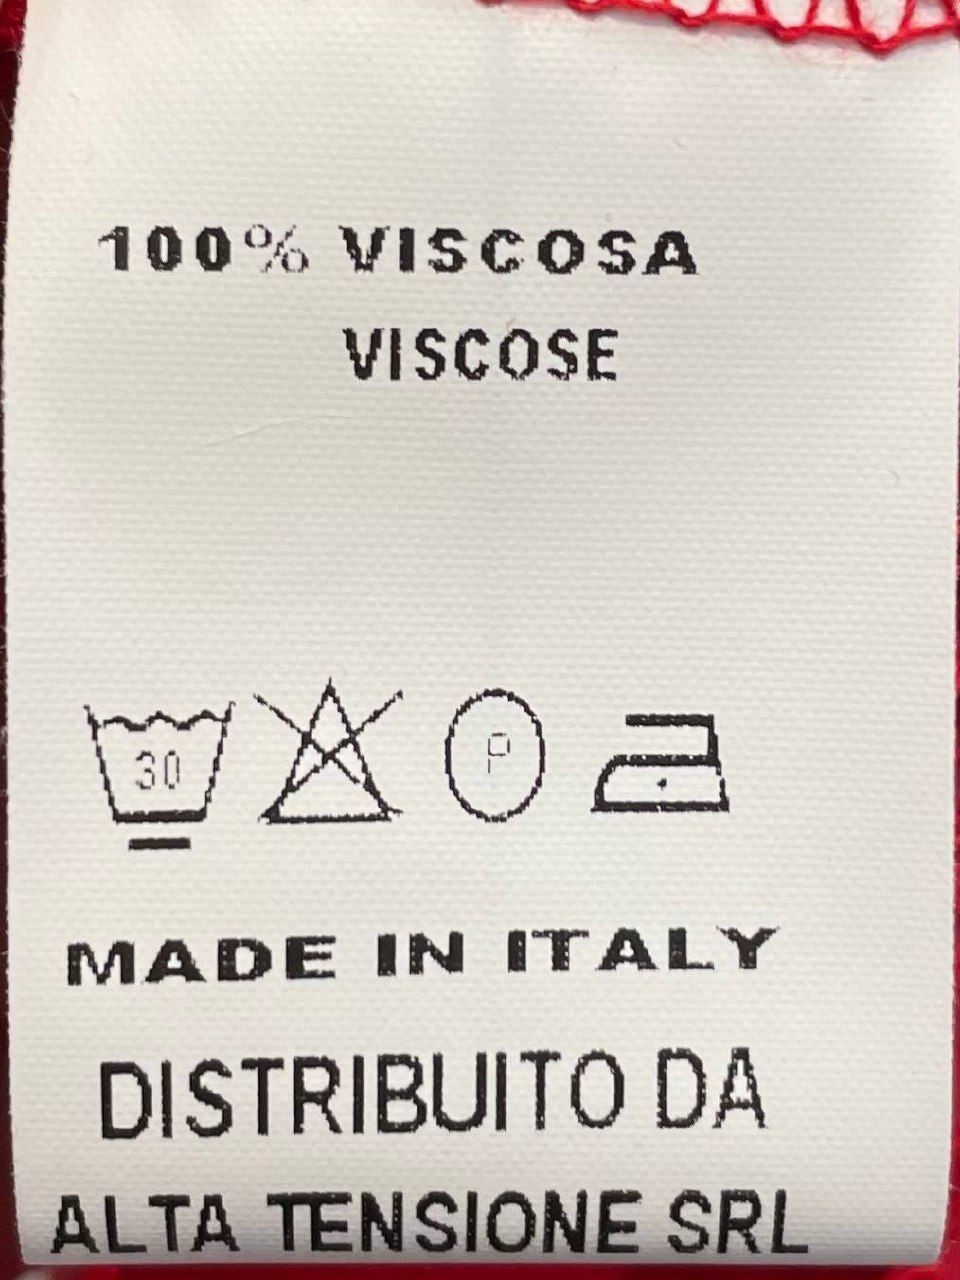 100% VISCOSA
VISCOSE
30 P
MADE IN ITALY
DISTRIBUITO DA
ALTA TENSIONE SRL